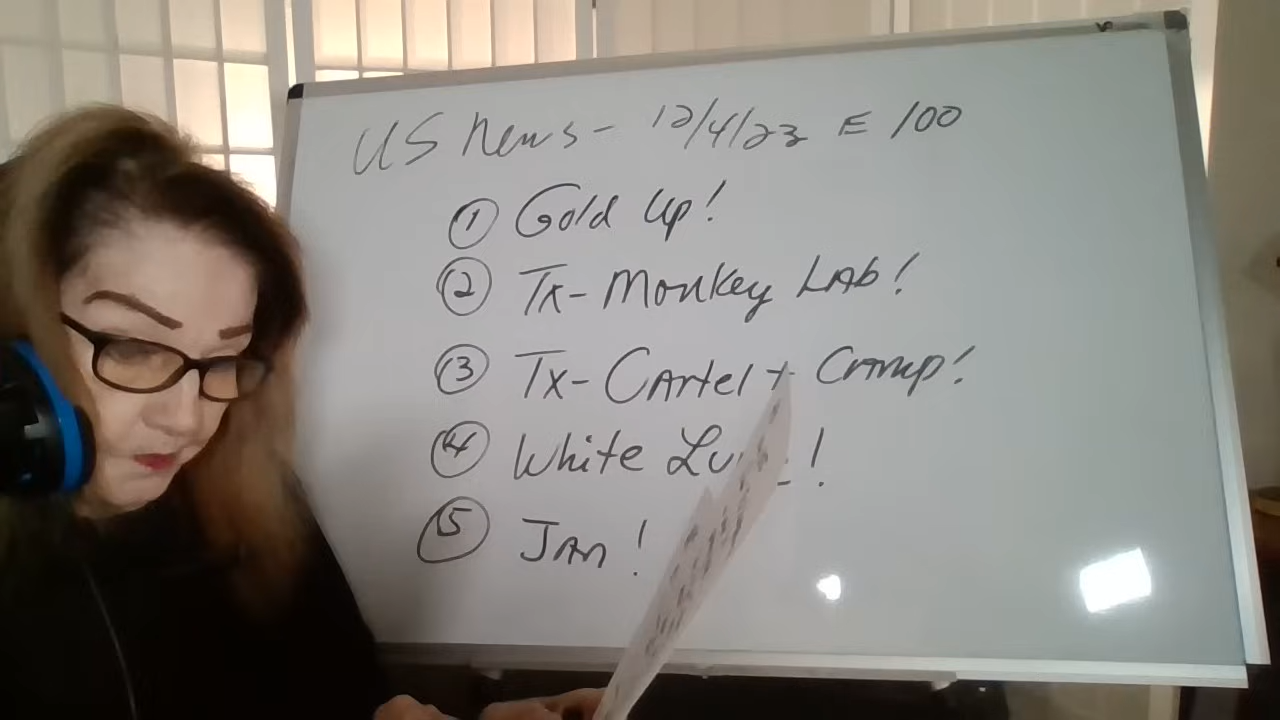 US News - 12/4/23 E 100
① Gold Up!
② Tx - Monkey LAb!
③ Tx - CArtel + CAmp!
④ White !
⑤ JAn!